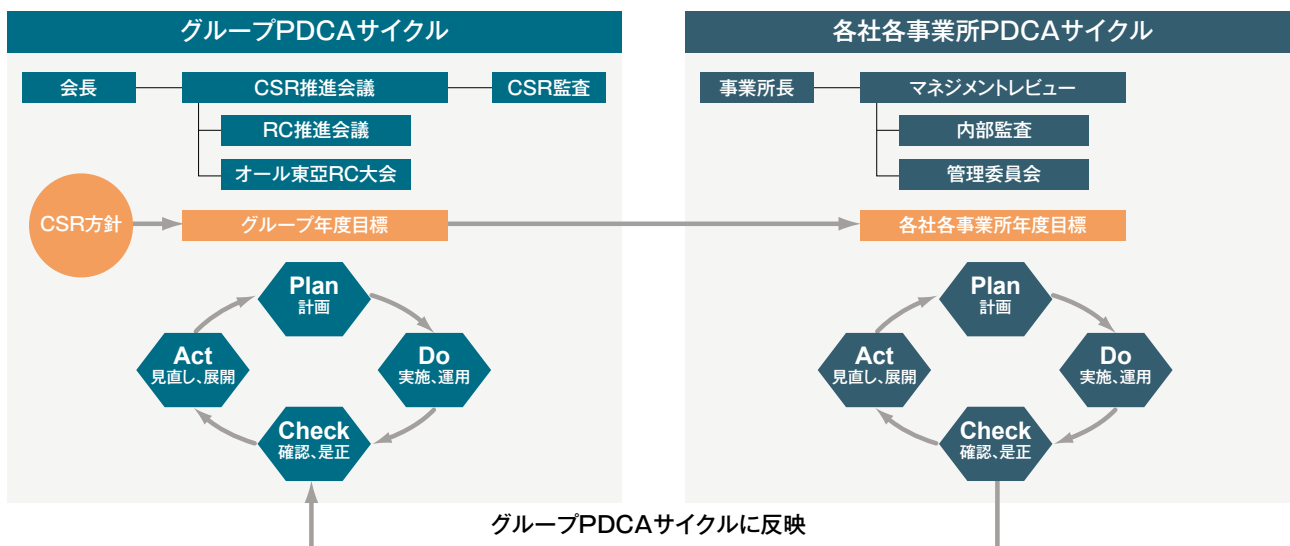 グループPDCAサイクル
会長
CSR推進会議
CSR監査
RC推進会議
オール東亞RC大会
CSR方針
グループ年度目標
Plan
計画
Do
実施、運用
Check
確認、是正
Act
見直し、展開
各社各事業所PDCAサイクル
事業所長
マネジメントレビュー
内部監査
管理委員会
各社各事業所年度目標
Plan
計画
Do
実施、運用
Check
確認、是正
Act
見直し、展開
グループPDCAサイクルに反映